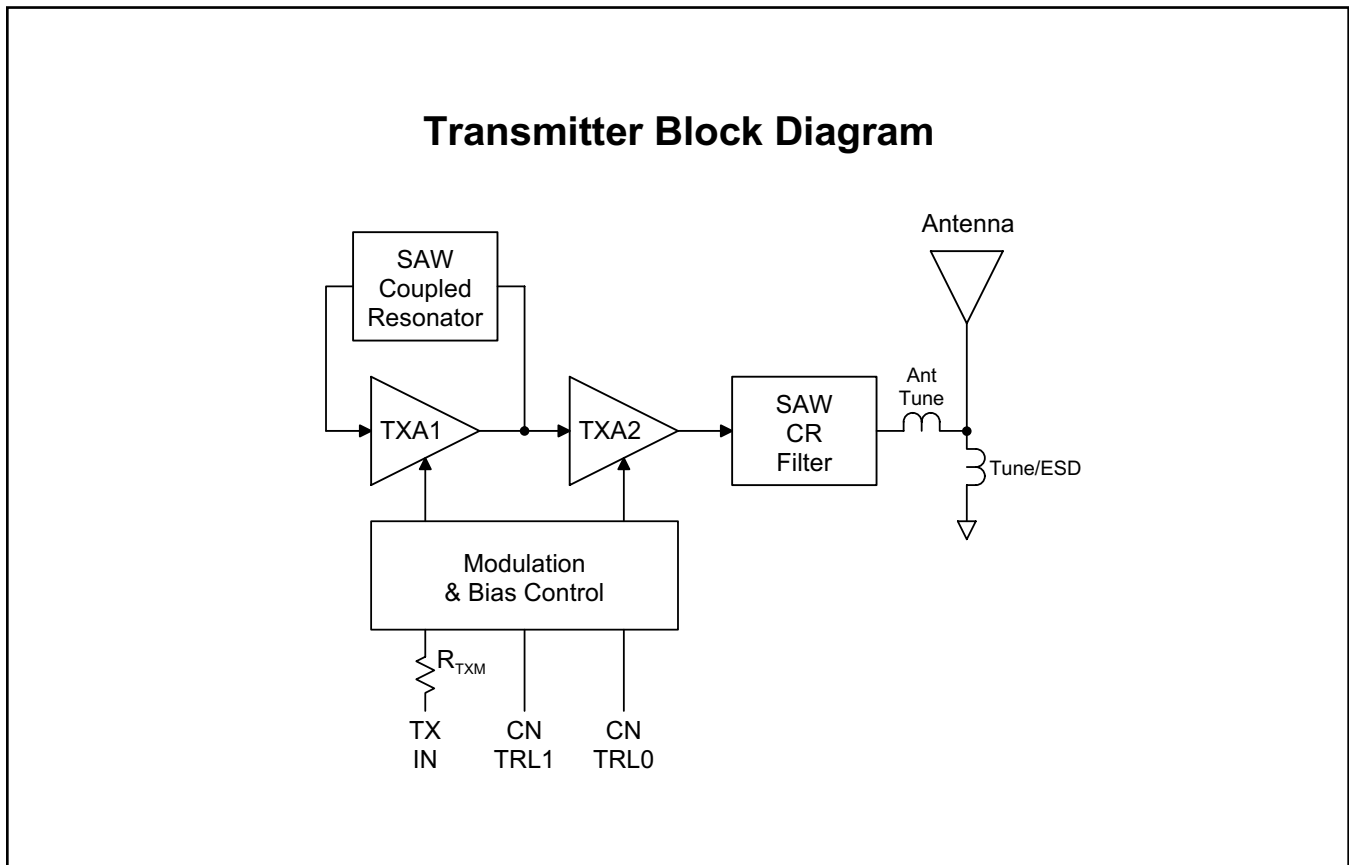 Transmitter Block Diagram
Antenna
SAW
Coupled
Resonator
Ant
Tune
TXA1
TXA2
SAW
CR
Filter
Tune/ESD
Modulation
& Bias Control
RTXM
TX
IN
CN
TRL1
CN
TRL0